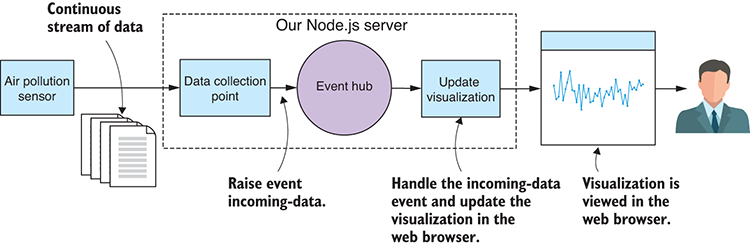 Continuous
stream of data
Our Node.js server
Air pollution
sensor
Data collection
point
Event hub
Update
visualization
Raise event
incoming-data.
Handle the incoming-data
event and update the
visualization in the
web browser.
Visualization is
viewed in the
web browser.